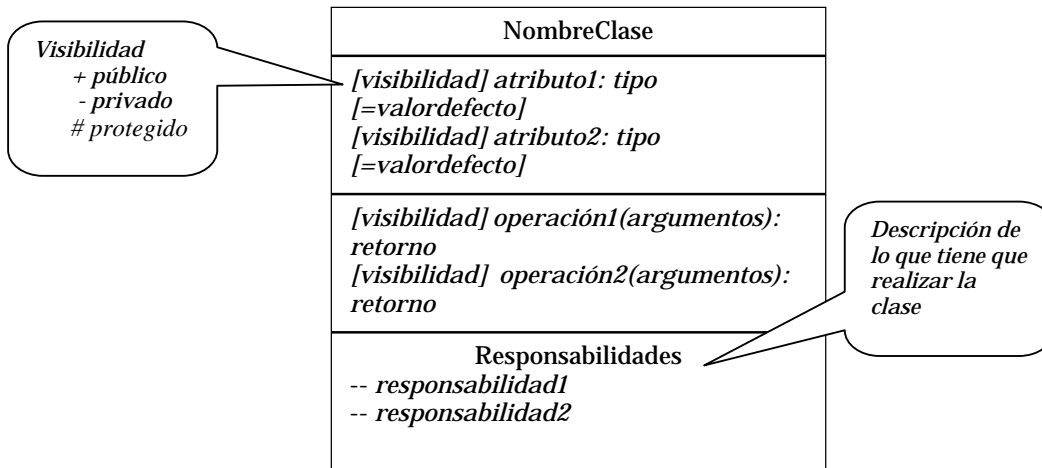 NombreClase
Visibilidad
+ público
- privado
# protegido
[visibilidad] atributo1: tipo
[=valordefecto]
[visibilidad] atributo2: tipo
[=valordefecto]
[visibilidad] operación1(argumentos):
retorno
[visibilidad] operación2(argumentos):
retorno
Descripción de
lo que tiene que
realizar la
clase
Responsabilidades
-- responsabilidad1
-- responsabilidad2